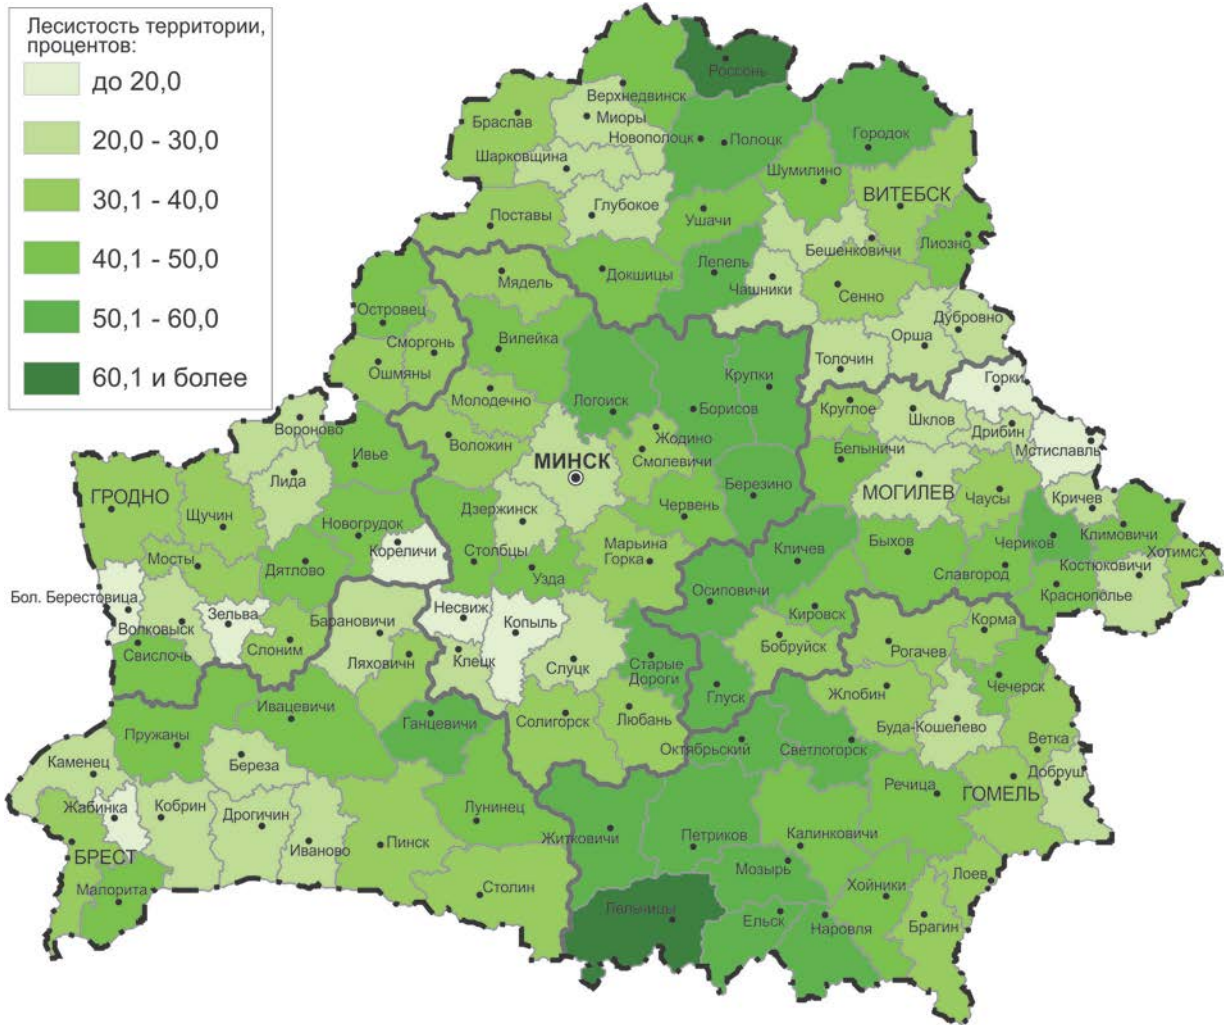 Лесистость территории,
процентов:
до 20,0
20,0 - 30,0
30,1 - 40,0
40,1 - 50,0
50,1 - 60,0
60,1 и более
Россонь
Верхнедвинск
Браслав
Миоры
Новополоцк
Полоцк
Городок
Шарковщина
Шумилино
ВИТЕБСК
Глубокое
Поставы
Ушачи
Бешенковичи
Лиозно
Лепель
Докшицы
Мядель
Чашники
Сенно
Островец
Дубровно
Вилейка
Сморгонь
Орша
Толочин
Ошмяны
Крупки
Горки
Молодечно
Логоиск
Борисов
Круглое
Шклов
Вороново
Жодино
Дрибин
Воложин
Белыничи
Мстиславль
МИНСК
Смолевичи
Ивье
Лида
ГРОДНО
Березино
МОГИЛЕВ
Чаусы
Кричев
Щучин
Дзержинск
Червень
Новогрудок
Климовичи
Чериков
Кореличи
Столбцы
Марьина
Горка
Кличев
Быхов
Хотимсх
Мосты
Дятлово
Узда
Славгород
Костюковичи
Бол. Берестовица
Осиповичи
Краснополье
Зельва
Несвиж
Кировск
Барановичи
Копыль
Корма
Волковыск
Бобруйск
Рогачев
Свислочь
Слоним
Ляховичн
Клецк
Слуцк
Старые
Дороги
Чечерск
Глуск
Жлобин
Ивацевичи
Ганцевичи
Солигорск
Любань
Буда-Кошелево
Пружаны
Октябрьский
Светлогорск
Ветка
Каменец
Береза
Добруш
Речица
ГОМЕЛЬ
Жабинка
Кобрин
Дрогичин
Лунинец
Житковичи
Петриков
Калинковичи
Иваново
Пинск
БРЕСТ
Мозырь
Лоев
Малорита
Столин
Хойники
Лельчицы
Ельск
Наровля
Брагин